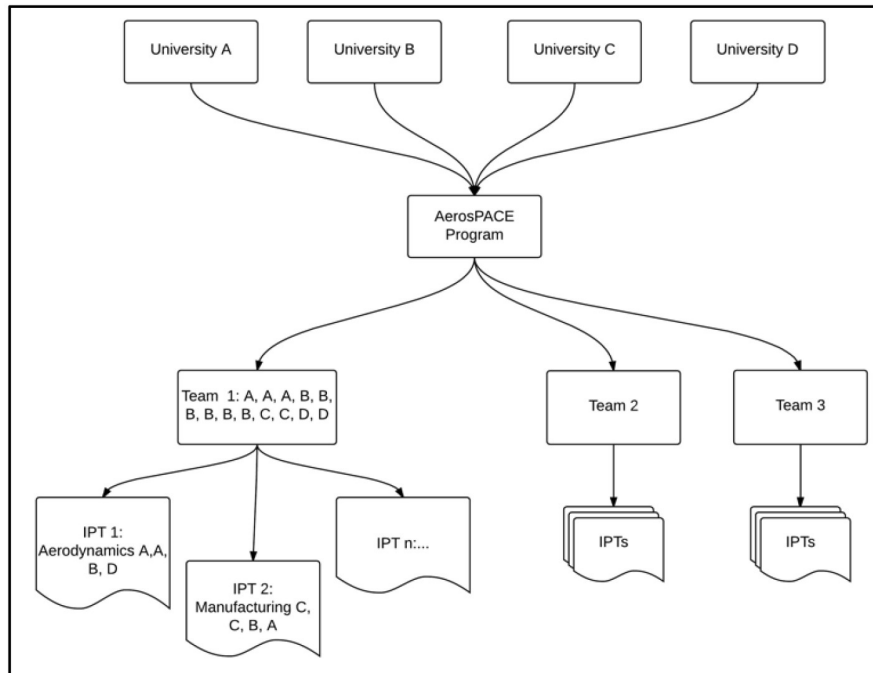 University A
University B
University C
University D
AerosPACE
Program
Team 1: A, A, A, B, B,
B, B, B, B, C, C, D, D
Team 2
Team 3
IPT 1:
Aerodynamics A,A,
B, D
IPT 2:
Manufacturing C,
C, B, A
IPT n:...
IPTs
IPTs